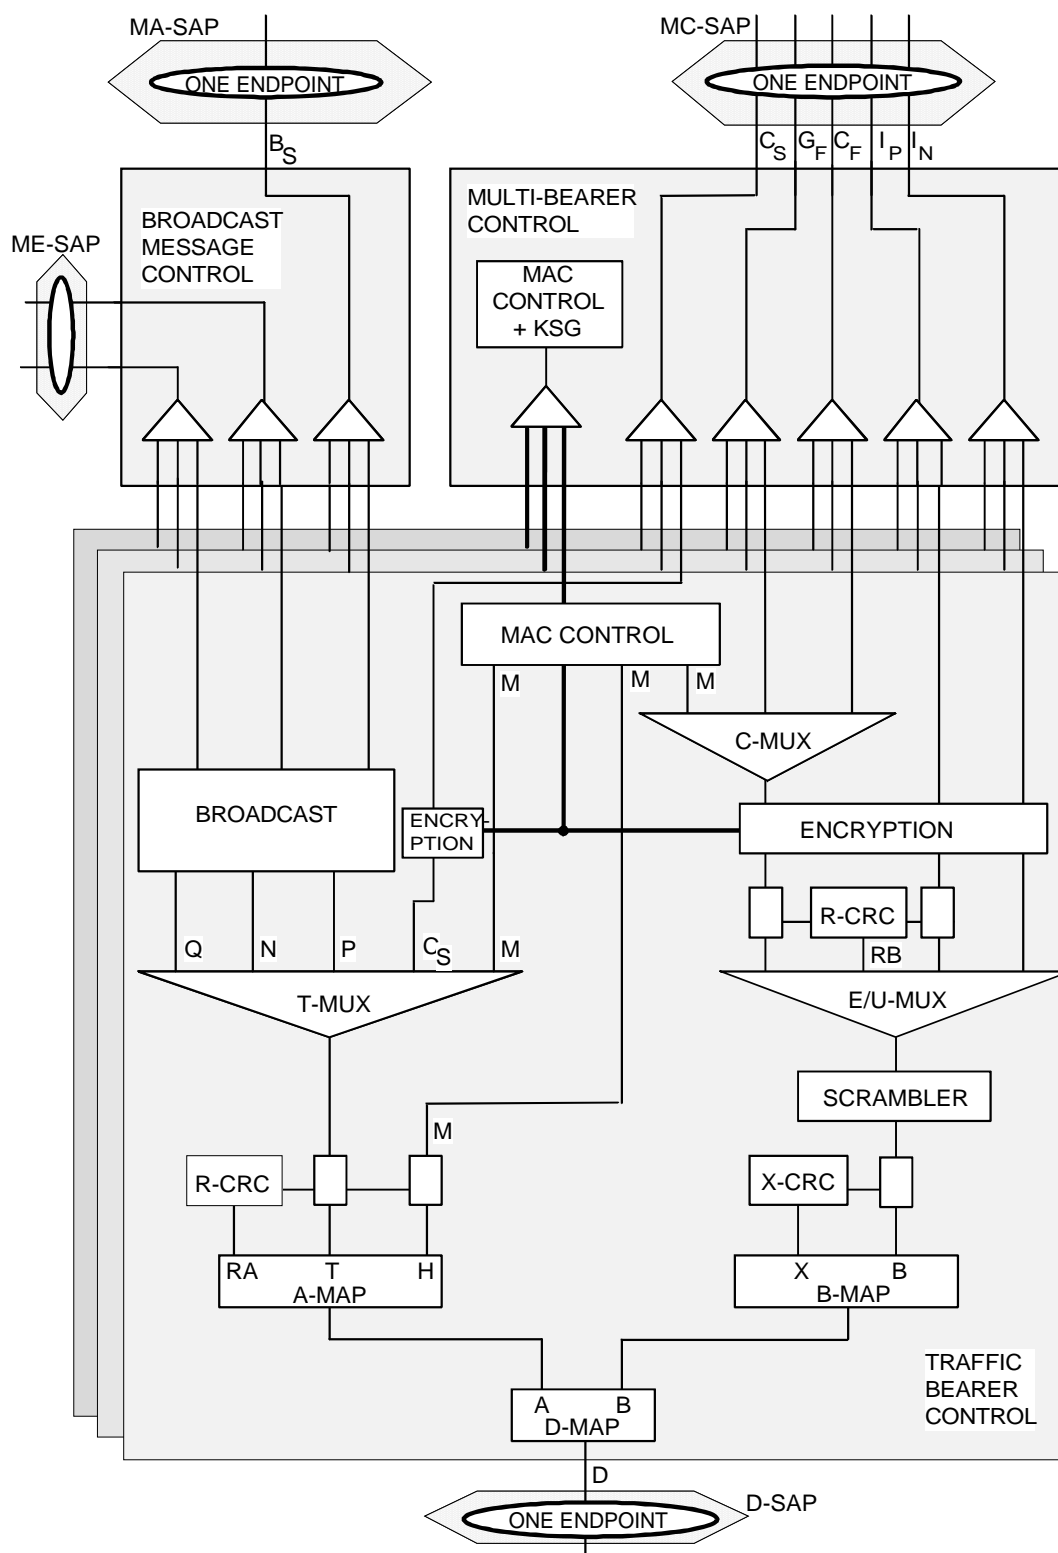 MA-SAP
MC-SAP
ONE ENDPOINT
ONE ENDPOINT
BS
CS
GF
CF
IP
IN
MULTI-BEARER
CONTROL
BROADCAST
MESSAGE
CONTROL
ME-SAP
MAC
CONTROL
+ KSG
MAC CONTROL
M
M
M
C-MUX
BROADCAST
ENCRY-
PTION
ENCRYPTION
R-CRC
Q
N
P
CS
M
RB
T-MUX
E/U-MUX
SCRAMBLER
M
R-CRC
X-CRC
RA
T
H
A-MAP
X
B
B-MAP
TRAFFIC
BEARER
CONTROL
A
B
D-MAP
D
D-SAP
ONE ENDPOINT